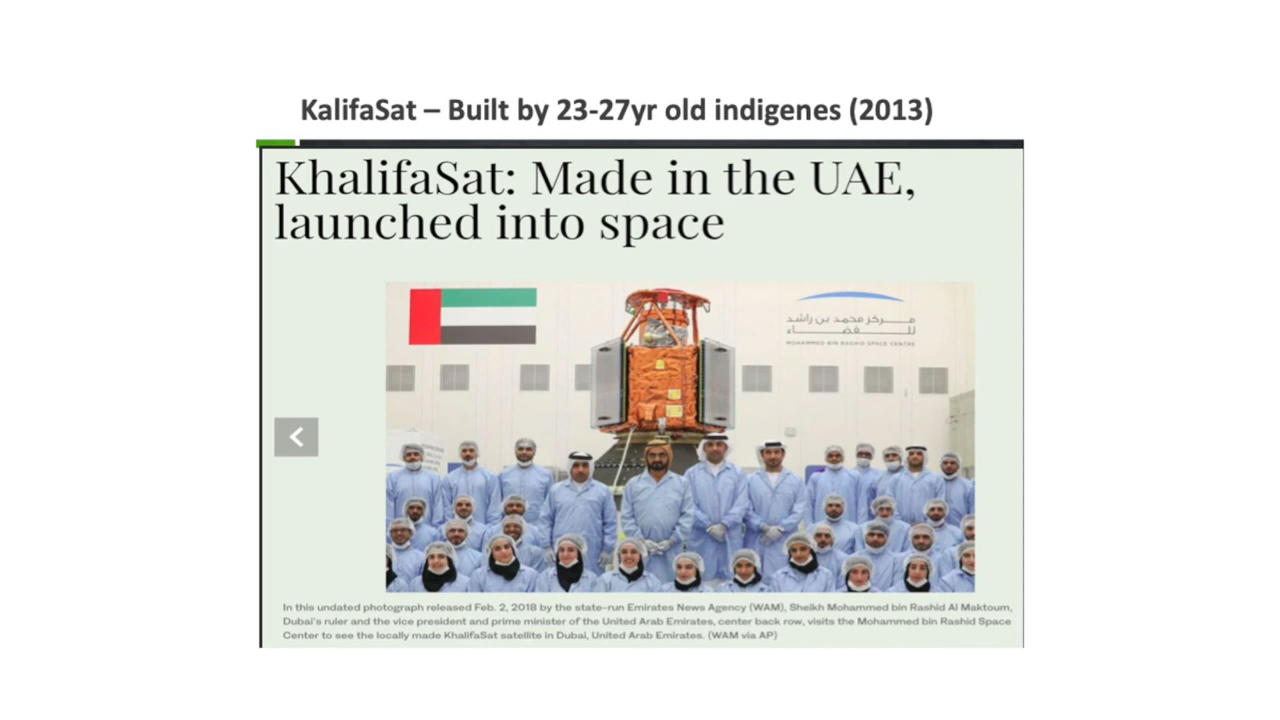 KalifaSat – Built by 23-27yr old indigenes (2013)
KhalifaSat: Made in the UAE,
launched into space
مركز محمد بن راشد
للفضاء
MOHAMMED BIN RASHID SPACE CENTRE
In this undated photograph released Feb. 2, 2018 by the state-run Emirates News Agency (WAM), Sheikh Mohammed bin Rashid Al Maktoum,
Dubai's ruler and the vice president and prime minister of the United Arab Emirates, center back row, visits the Mohammed bin Rashid Space
Center to see the locally made KhalifaSat satellite in Dubai, United Arab Emirates. (WAM via AP)